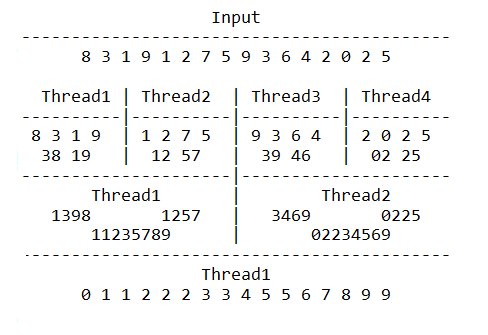 Input
8 3 1 9 1 2 7 5 9 3 6 4 2 0 2 5
Thread1 | Thread2 | Thread3 | Thread4
8 3 1 9 | 1 2 7 5 | 9 3 6 4 | 2 0 2 5
38 19 | 12 57 | 39 46 | 02 25
Thread1 | Thread2
1398 1257 | 3469 0225
11235789 | 02234569
Thread1
0 1 1 2 2 2 3 3 4 5 5 6 7 8 9 9